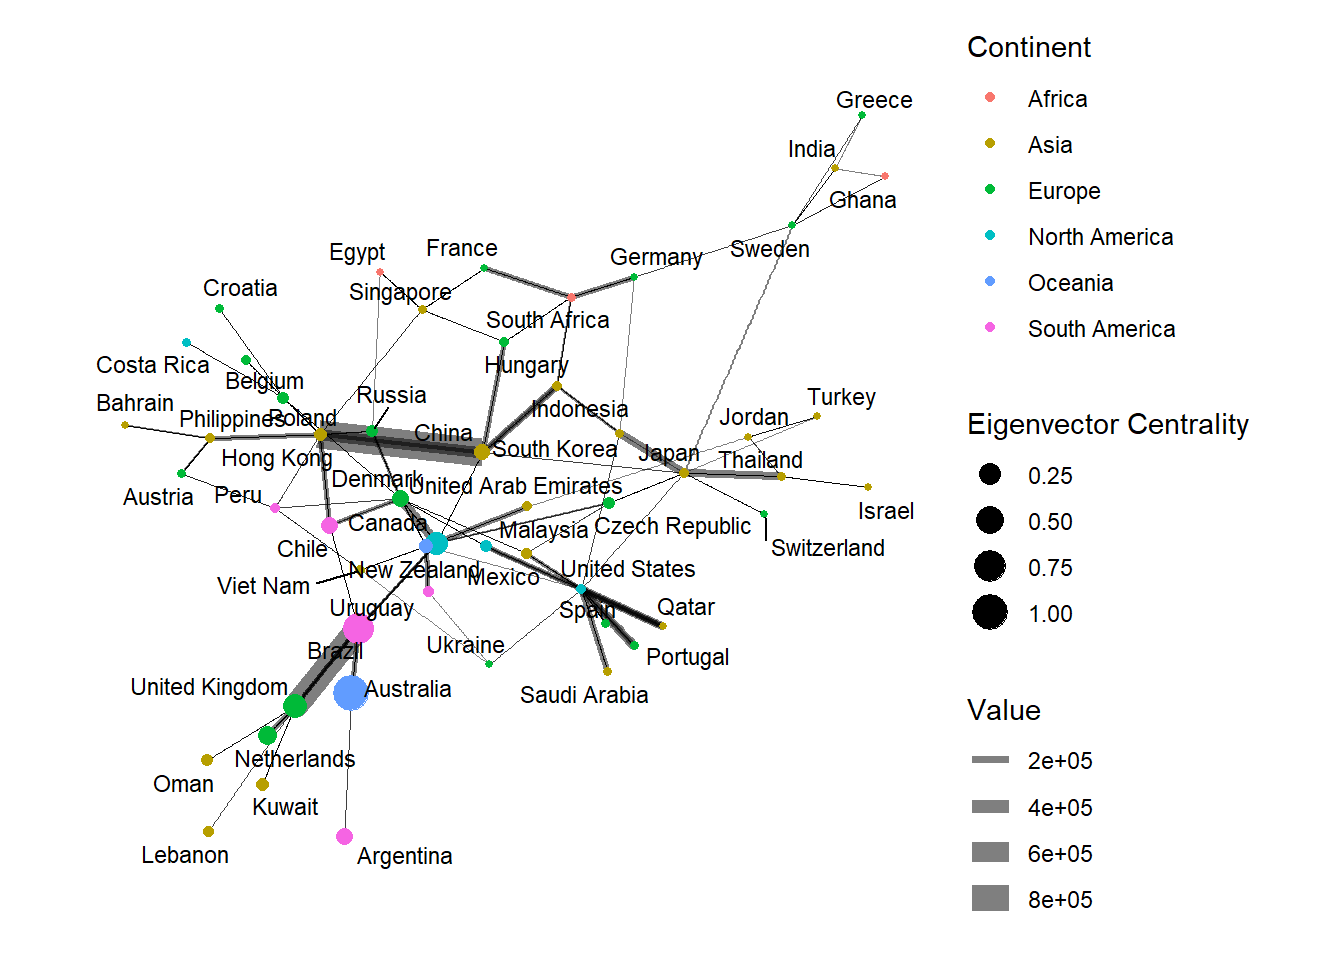 Continent
Africa
Asia
Europe
North America
Oceania
South America
Eigenvector Centrality
0.25
0.50
0.75
1.00
Value
2e+05
4e+05
6e+05
8e+05
Greece
India
Ghana
Sweden
Germany
France
Egypt
Singapore
South Africa
Croatia
Costa Rica
Belgium
Hungary
Russia
Turkey
Bahrain
Philippines
Poland
Indonesia
Jordan
China
South Korea
Japan
Thailand
Hong Kong
Denmark
United Arab Emirates
Austria
Peru
Israel
Canada
Malaysia
Czech Republic
Chile
Switzerland
New Zealand
Mexico
United States
Viet Nam
Uruguay
Spain
Qatar
Brazil
Ukraine
Portugal
United Kingdom
Australia
Saudi Arabia
Netherlands
Oman
Kuwait
Lebanon
Argentina